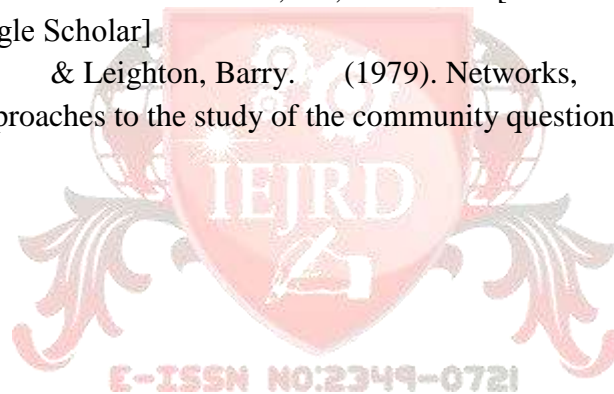 gle Scholar]
& Leighton, Barry. (1979). Networks,
proaches to the study of the community question
IEJRD
E-ISSN NO:2349-0721